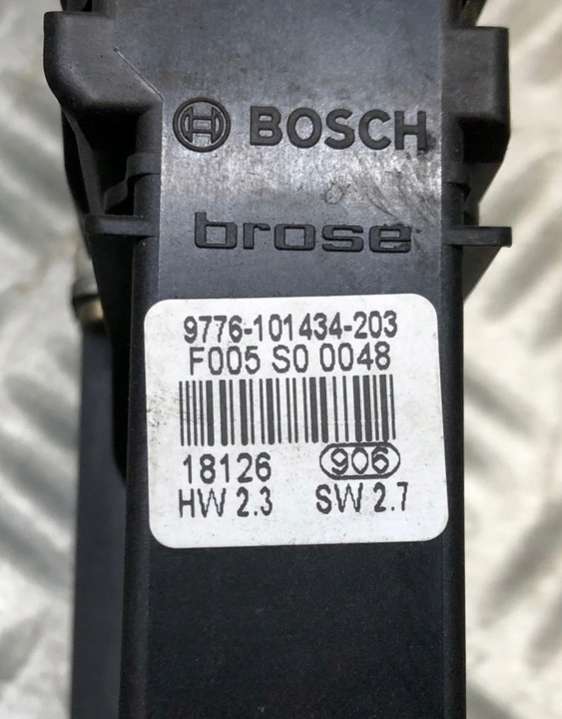 BOSCH
brose
9776-101434-203
F005 S0 0048
18126 906
HW 2.3 SW 2.7